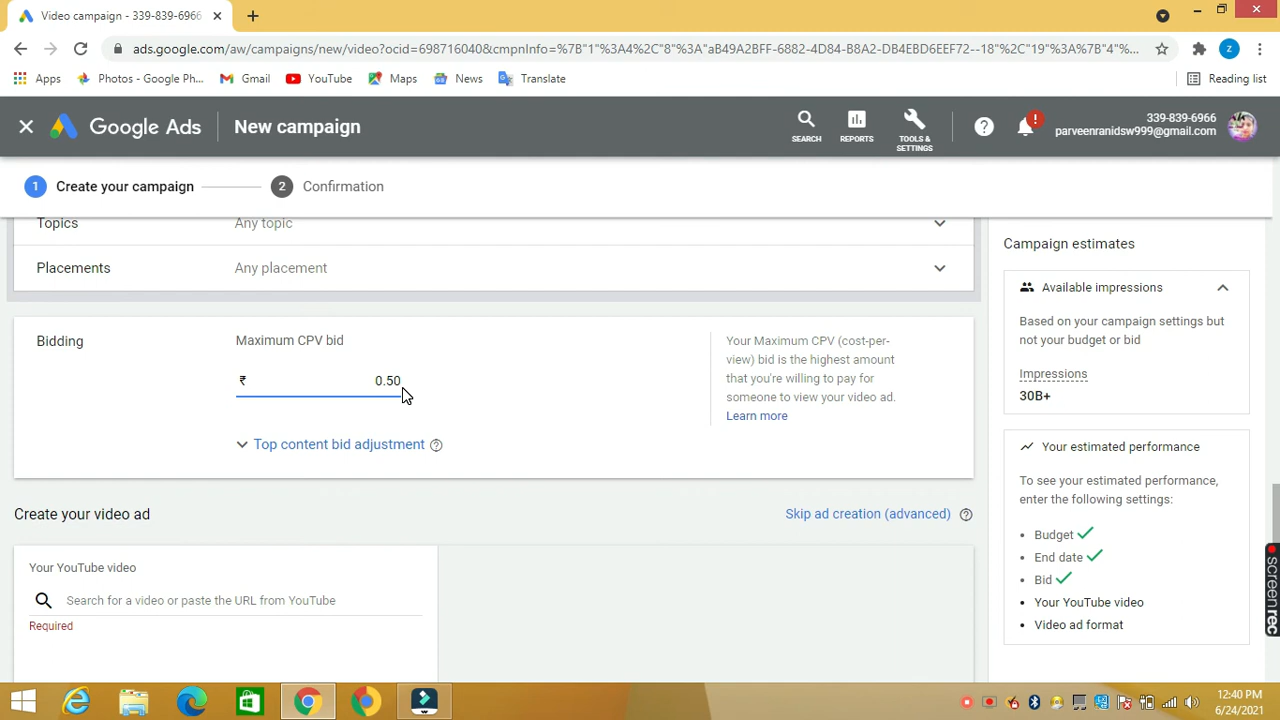 Video campaign - 339-839-6966
ads.google.com/aw/campaigns/new/video?ocid=698716040&cmpnInfo=%7B"1"%3A4%2C"8"%3A"aB49A2BFF-6882-4D84-B8A2-DB4EBD6EEF72--18"%2C"19"%3A%7B"4"%...
Apps
Photos - Google Ph...
Gmail
YouTube
Maps
News
Translate
Reading list
Google Ads
New campaign
SEARCH
REPORTS
TOOLS &
SETTINGS
339-839-6966
parveenranidsw999@gmail.com
z
1 Create your campaign
2 Confirmation
Topics Any topic
Placements Any placement
Bidding
Maximum CPV bid
₹ 0.50
Top content bid adjustment
Your Maximum CPV (cost-per-
view) bid is the highest amount
that you're willing to pay for
someone to view your video ad.
Learn more
Create your video ad
Skip ad creation (advanced)
Your YouTube video
Search for a video or paste the URL from YouTube
Required
Campaign estimates
Available impressions
Based on your campaign settings but
not your budget or bid
Impressions
30B+
Your estimated performance
To see your estimated performance,
enter the following settings:
Budget
End date
Bid
Your YouTube video
Video ad format
screenrec
12:40 PM
6/24/2021